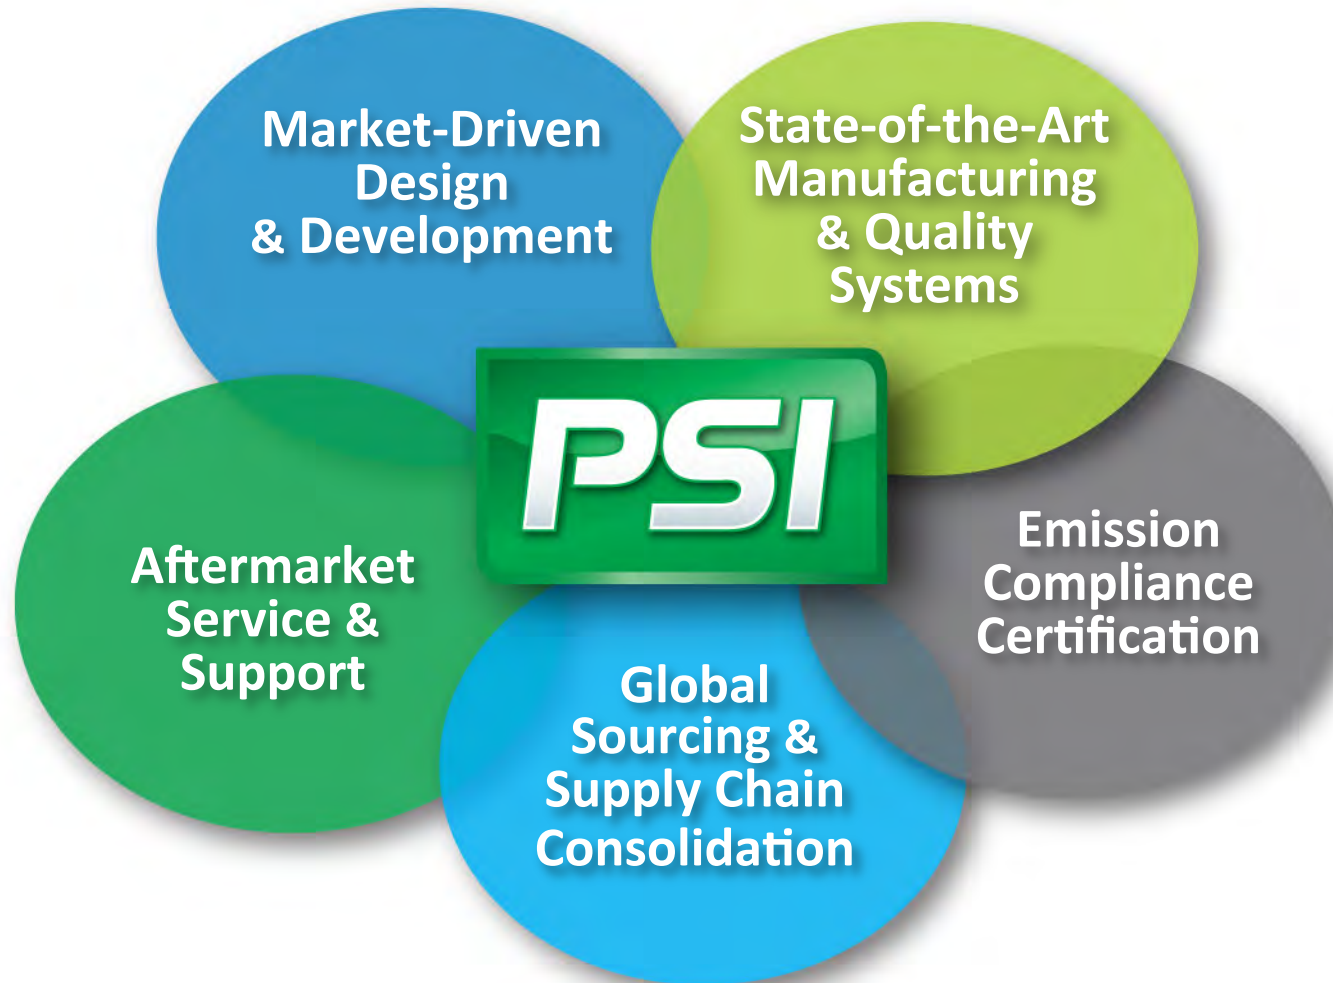 Market-Driven
Design
& Development
State-of-the-Art
Manufacturing
& Quality
Systems
PSI
Aftermarket
Service &
Support
Emission
Compliance
Certification
Global
Sourcing &
Supply Chain
Consolidation